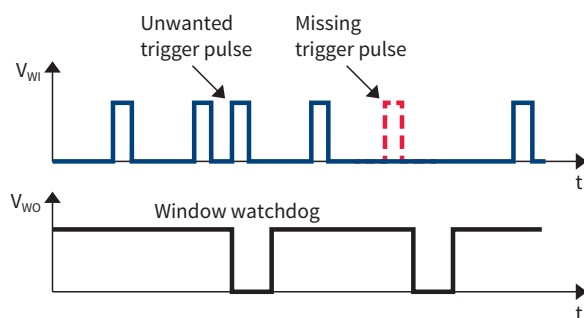 Unwanted
trigger pulse
Missing
trigger pulse
VWI
t
VWO
Window watchdog
t